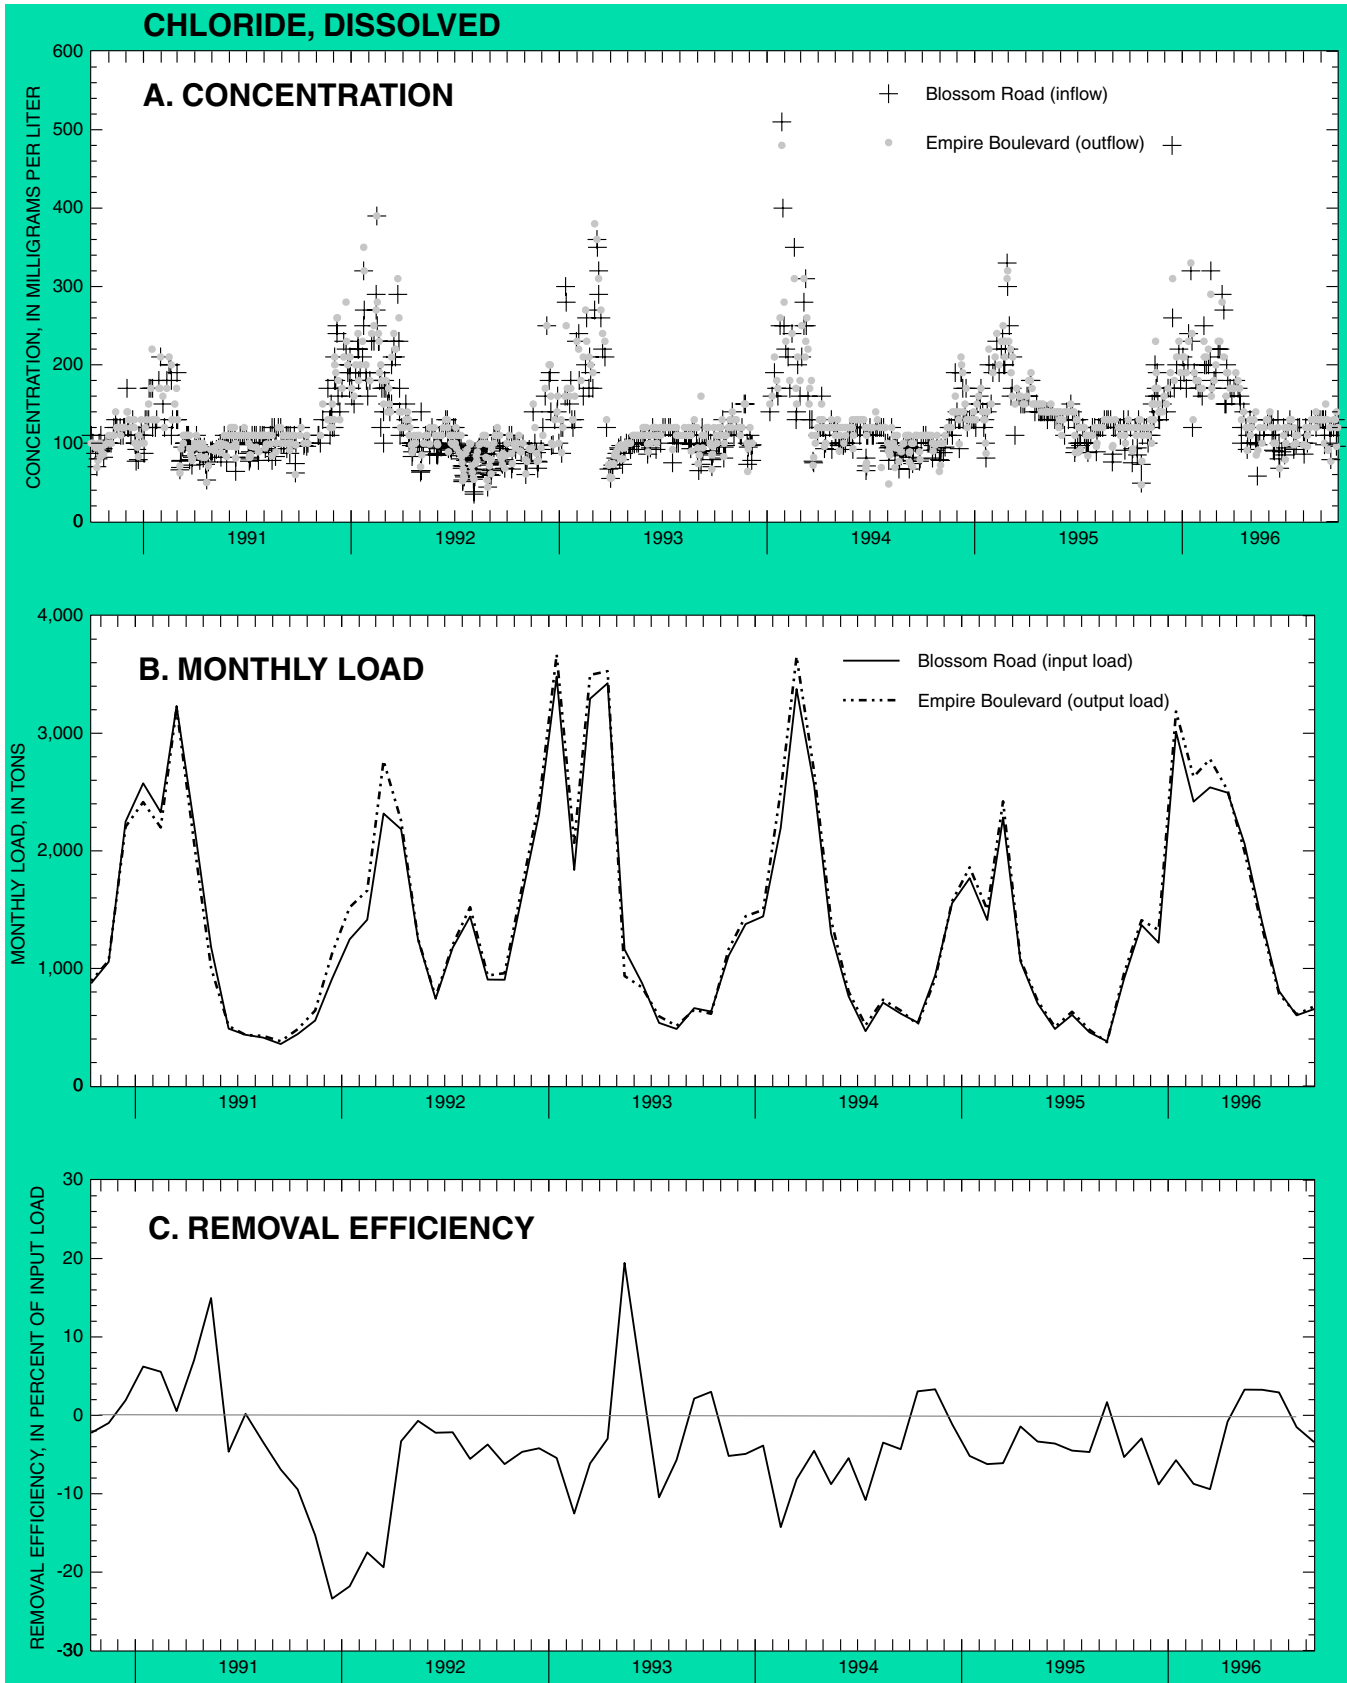 CHLORIDE, DISSOLVED
A. CONCENTRATION
CONCENTRATION, IN MILLIGRAMS PER LITER
600
500
400
300
200
100
0
Blossom Road (inflow)
Empire Boulevard (outflow)
1991 1992 1993 1994 1995 1996
B. MONTHLY LOAD
MONTHLY LOAD, IN TONS
4,000
3,000
2,000
1,000
0
Blossom Road (input load)
Empire Boulevard (output load)
1991 1992 1993 1994 1995 1996
C. REMOVAL EFFICIENCY
REMOVAL EFFICIENCY, IN PERCENT OF INPUT LOAD
30
20
10
0
-10
-20
-30
1991 1992 1993 1994 1995 1996